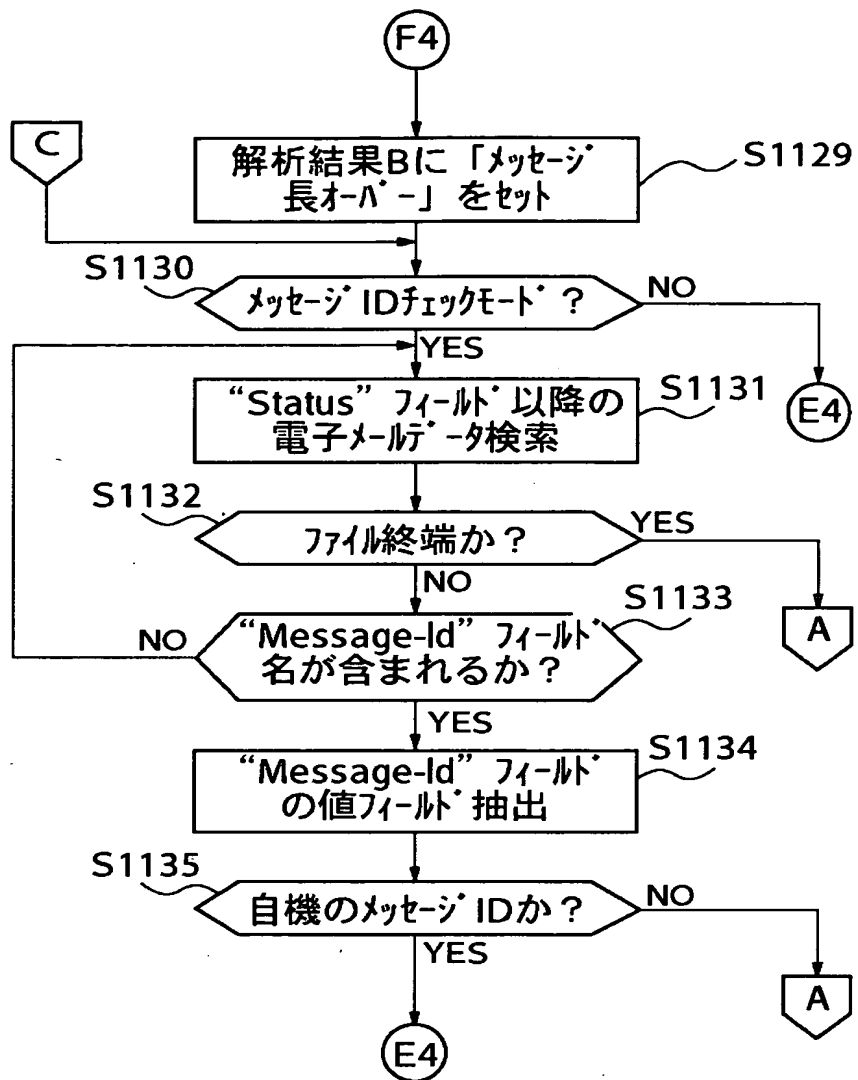 F4
C
解析結果Bに「メッセージ
長オーバー」をセット
S1129
S1130
メッセージIDチェックモード？
NO
YES
E4
“Status”フィールド以降の
電子メールデータ検索
S1131
S1132
ファイル終端か？
YES
NO
A
S1133
NO
“Message-Id”フィールド
名が含まれるか？
YES
S1134
“Message-Id”フィールド
の値フィールド抽出
S1135
自機のメッセージIDか？
NO
YES
A
E4